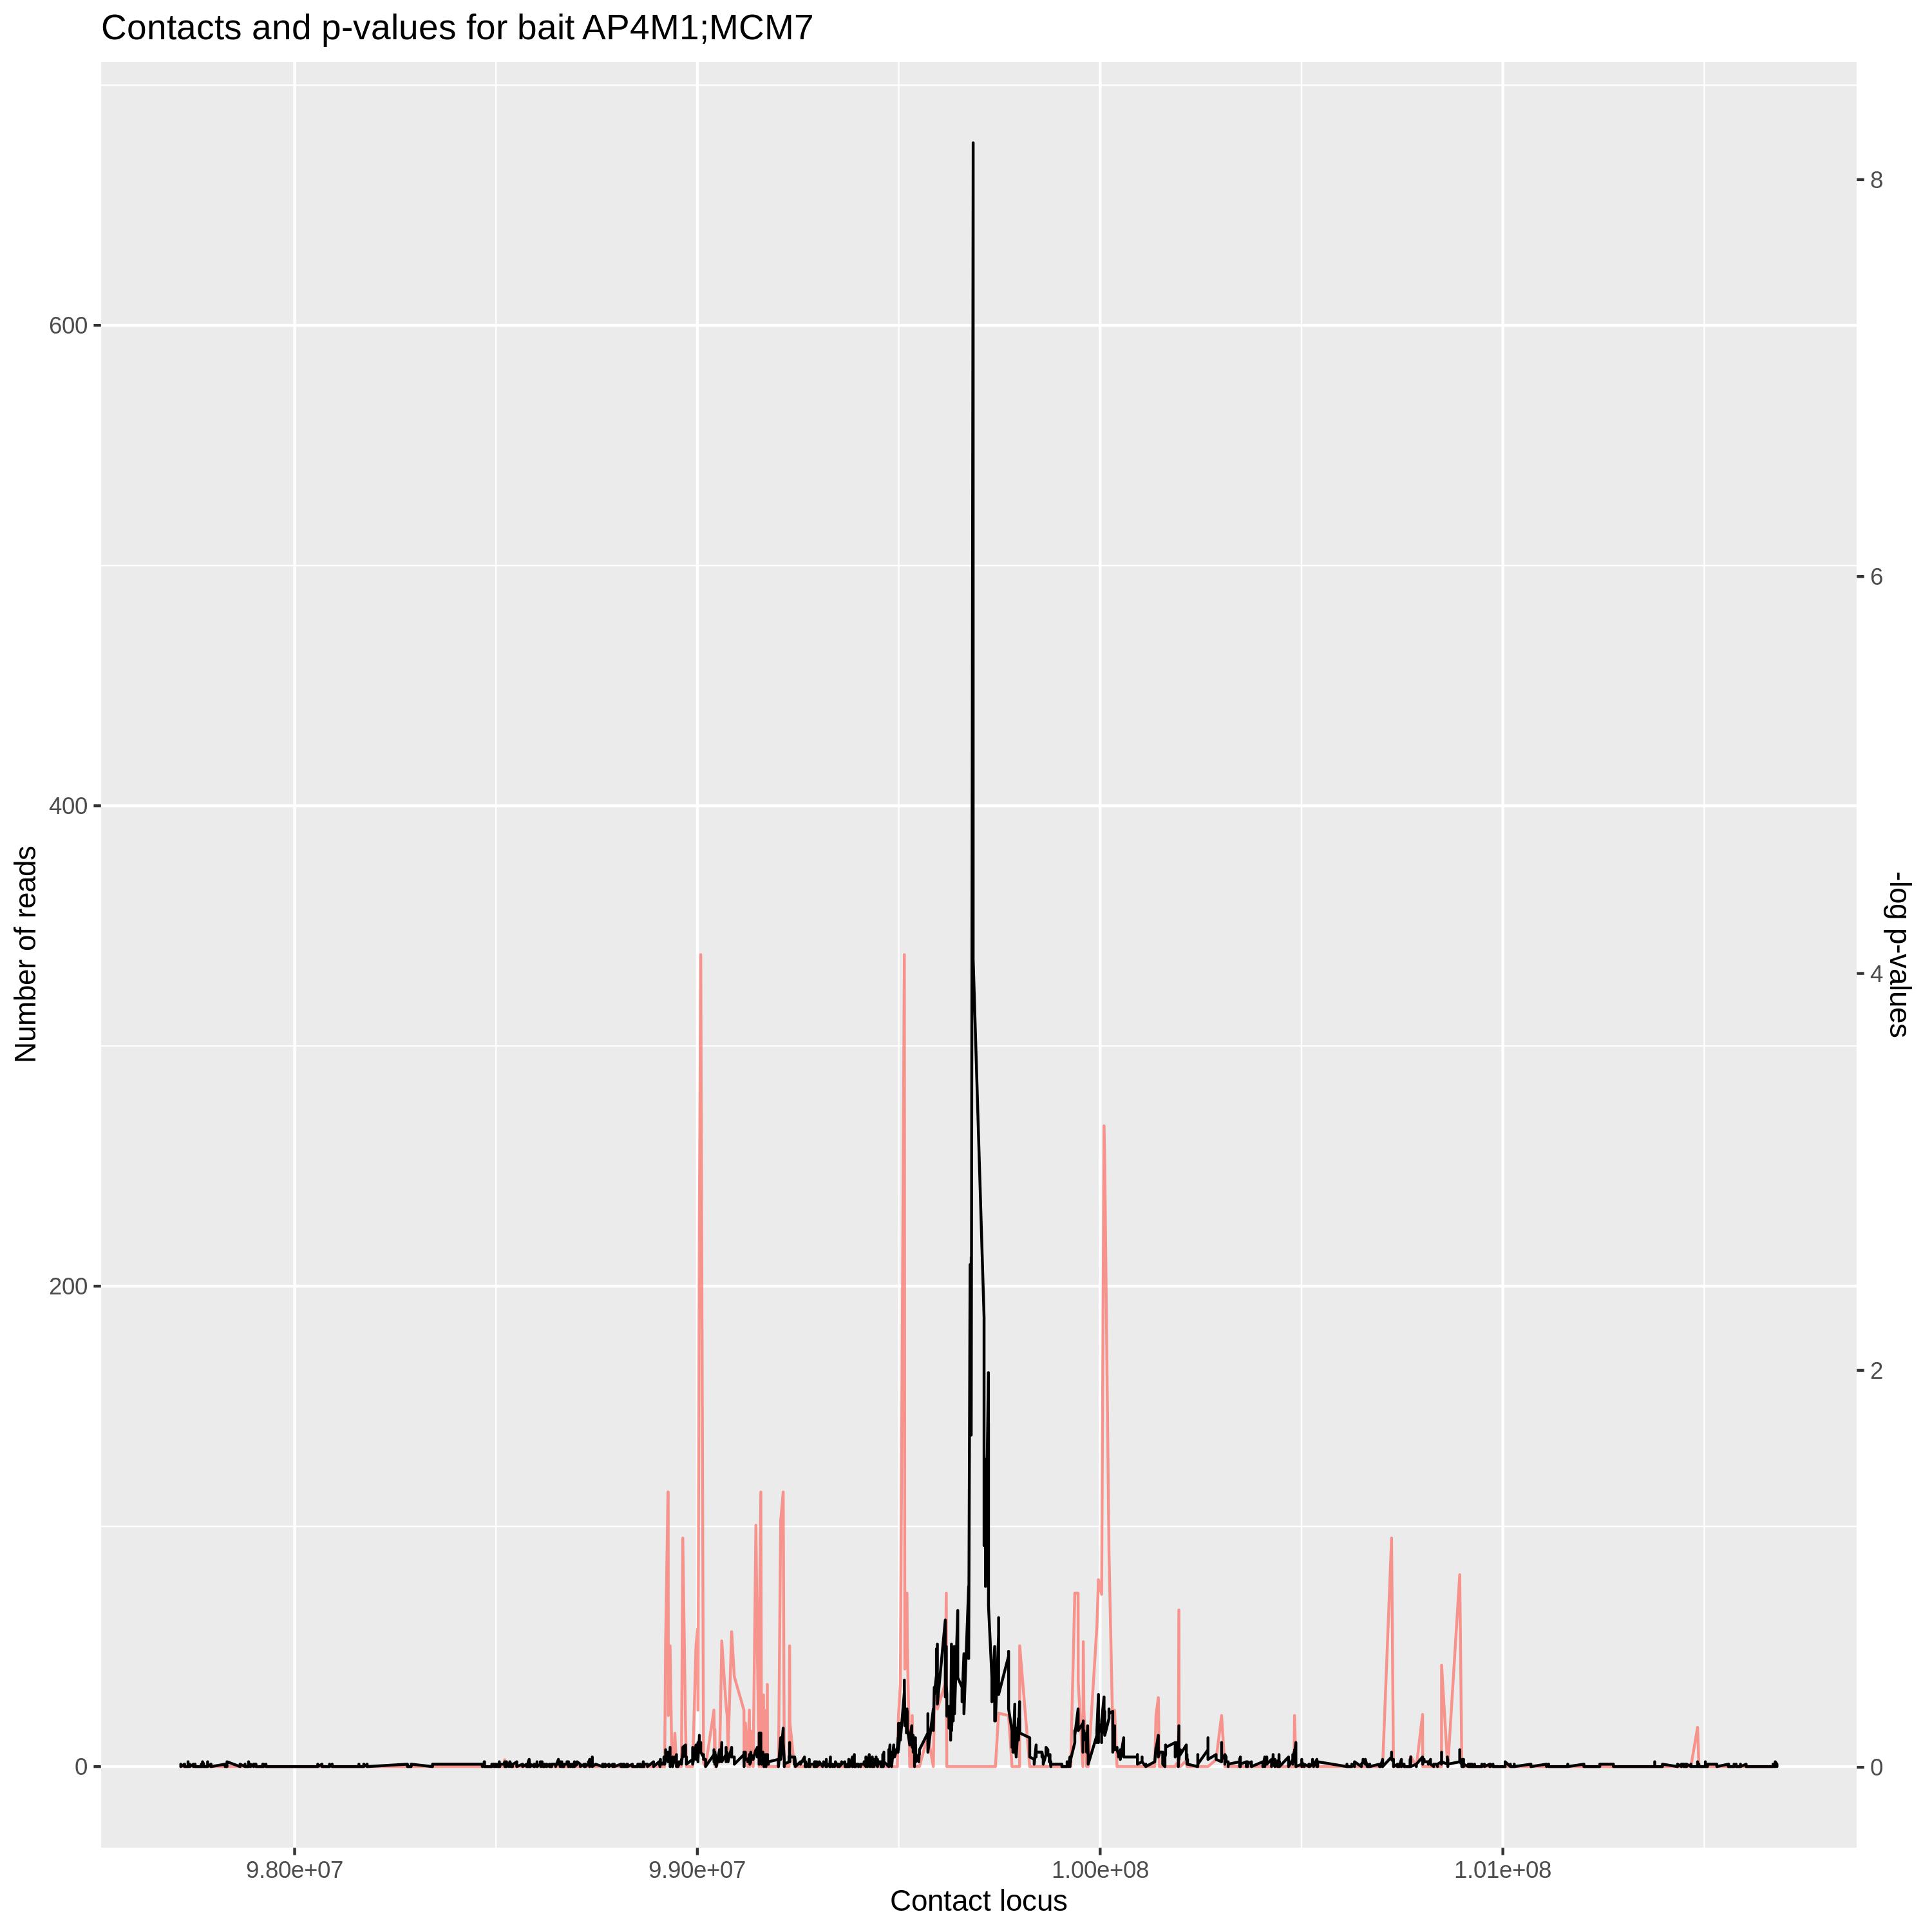 Contacts and p-values for bait AP4M1;MCM7
Number of reads
600
400
200
0
8
6
4
2
0
-log p-values
9.80e+07
9.90e+07
1.00e+08
1.01e+08
Contact locus